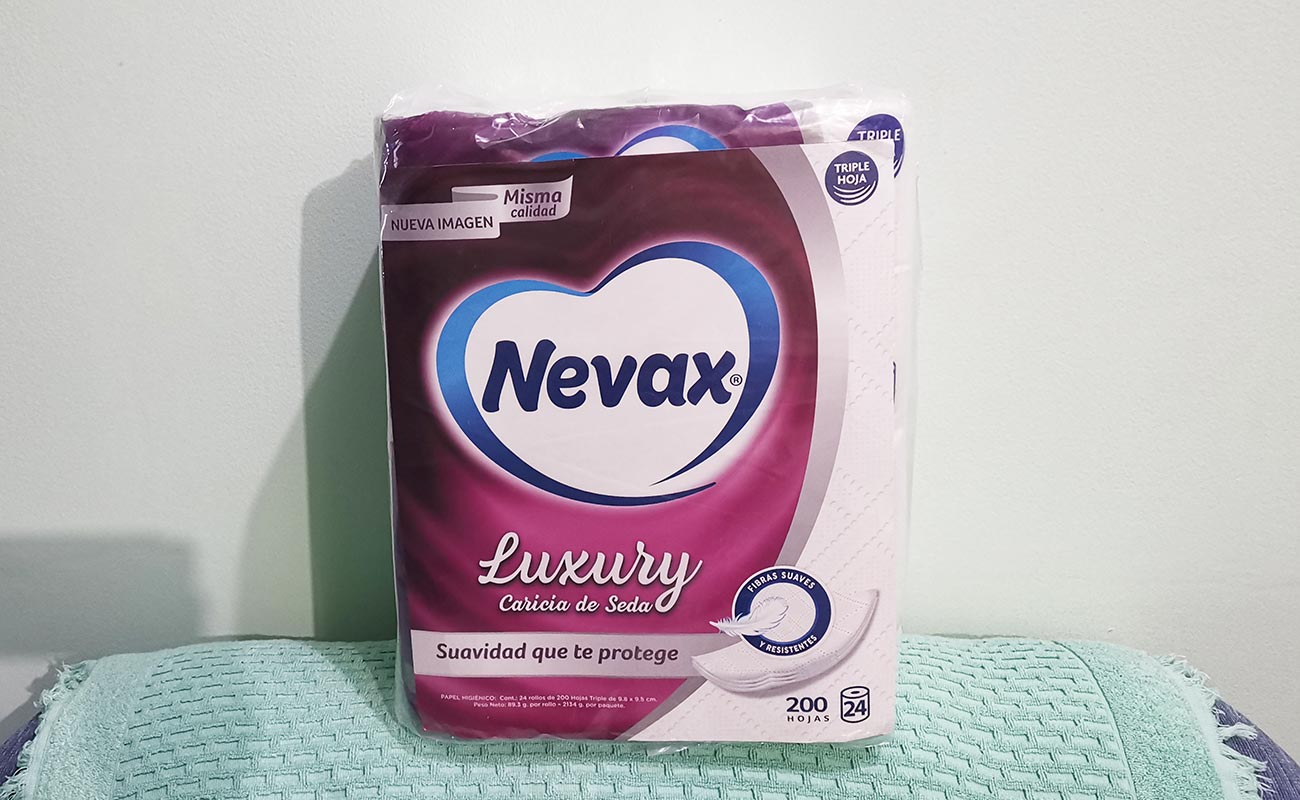 TRIPLE
TRIPLE
HOJA
Misma
calidad
NUEVA IMAGEN
Nevax®
Luxury
Caricia de Seda
FIBRAS SUAVES
Y RESISTENTES
Suavidad que te protege
PAPEL HIGIÉNICO: Cont.: 24 rollos de 200 Hojas Triple de 9.8 x 9.5 cm.
Peso Neto: 89.3 g. por rollo = 2134 g. por paquete.
200
HOJAS
24